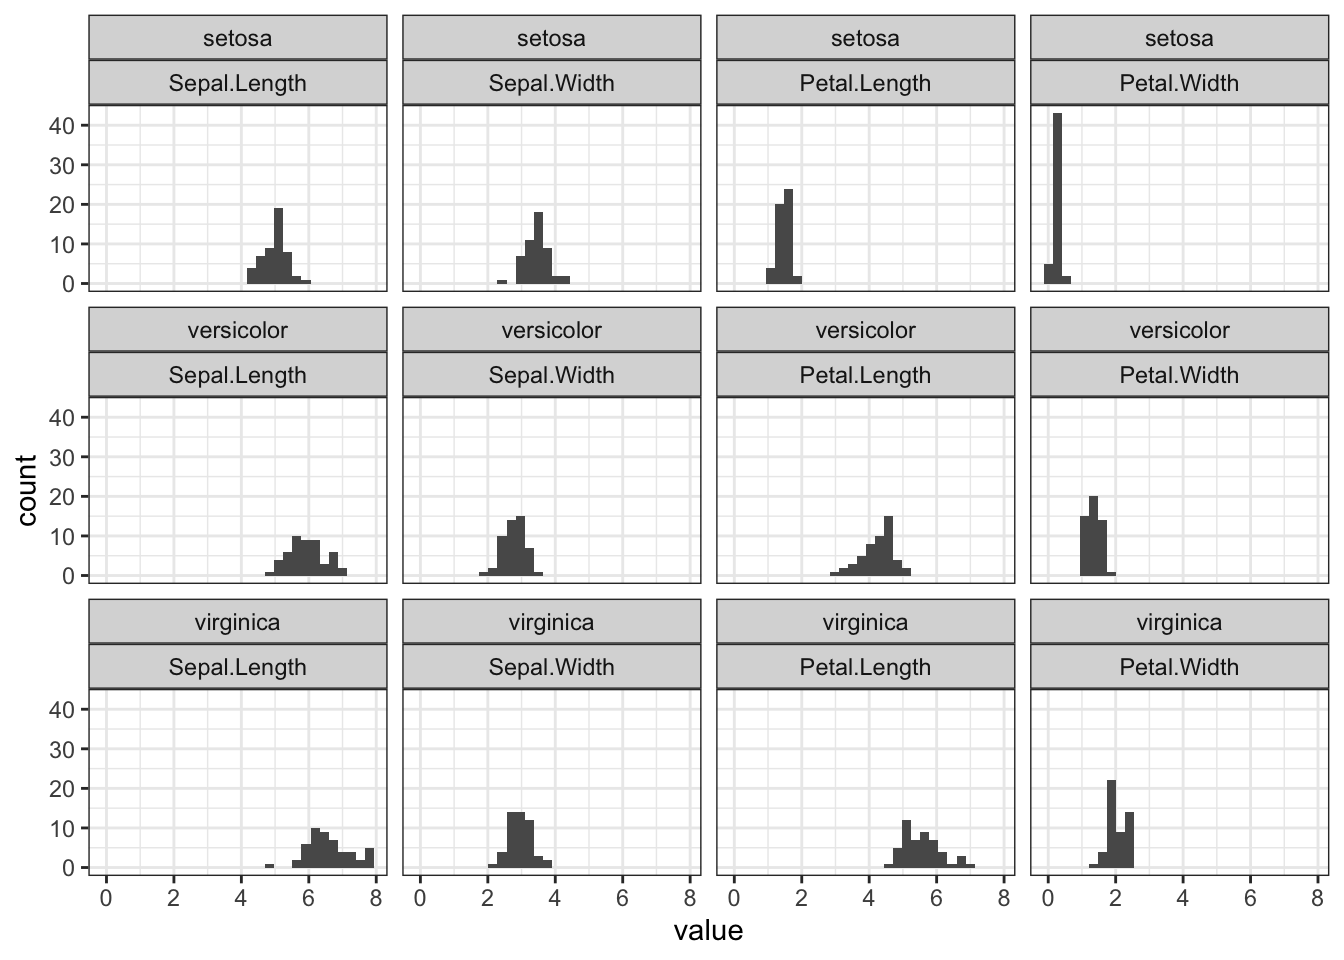 setosa setosa setosa setosa
Sepal.Length Sepal.Width Petal.Length Petal.Width
40
30
20
10
0
versicolor versicolor versicolor versicolor
Sepal.Length Sepal.Width Petal.Length Petal.Width
40
30
20
10
0
count
virginica virginica virginica virginica
Sepal.Length Sepal.Width Petal.Length Petal.Width
40
30
20
10
0
0 2 4 6 8 0 2 4 6 8 0 2 4 6 8 0 2 4 6 8
value